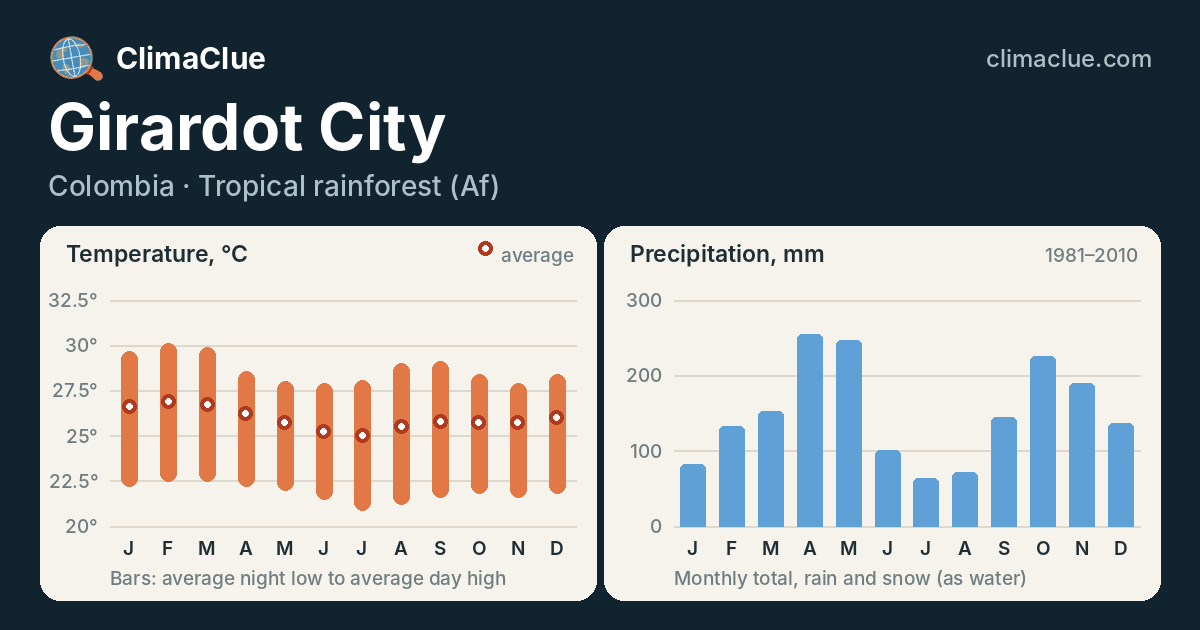 ClimaClue
climaclue.com
Girardot City
Colombia · Tropical rainforest (Af)
Temperature, °C
average
32.5°
30°
27.5°
25°
22.5°
20°
J F M A M J J A S O N D
Bars: average night low to average day high
Precipitation, mm
1981–2010
300
200
100
0
J F M A M J J A S O N D
Monthly total, rain and snow (as water)